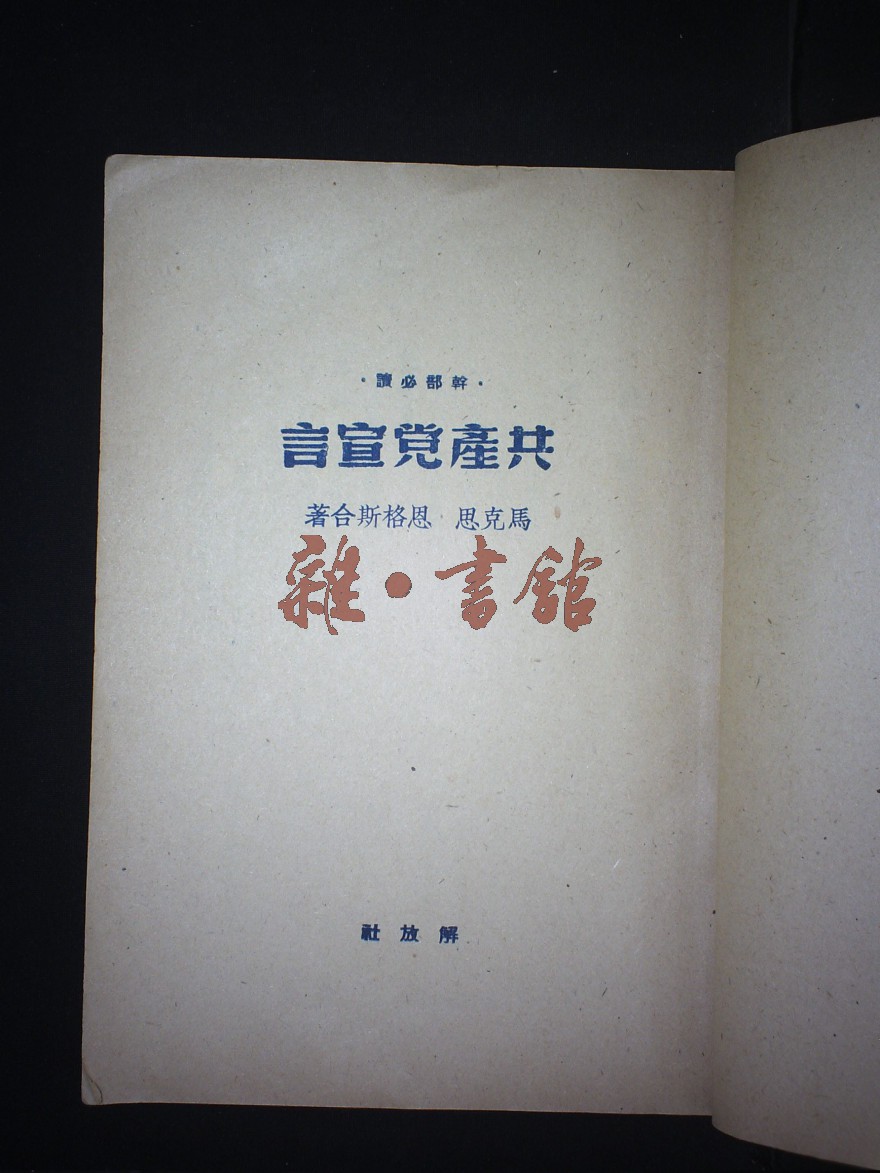 ·幹部必讀·
共產党宣言
馬克思 恩格斯合著
雜·書館
解放社